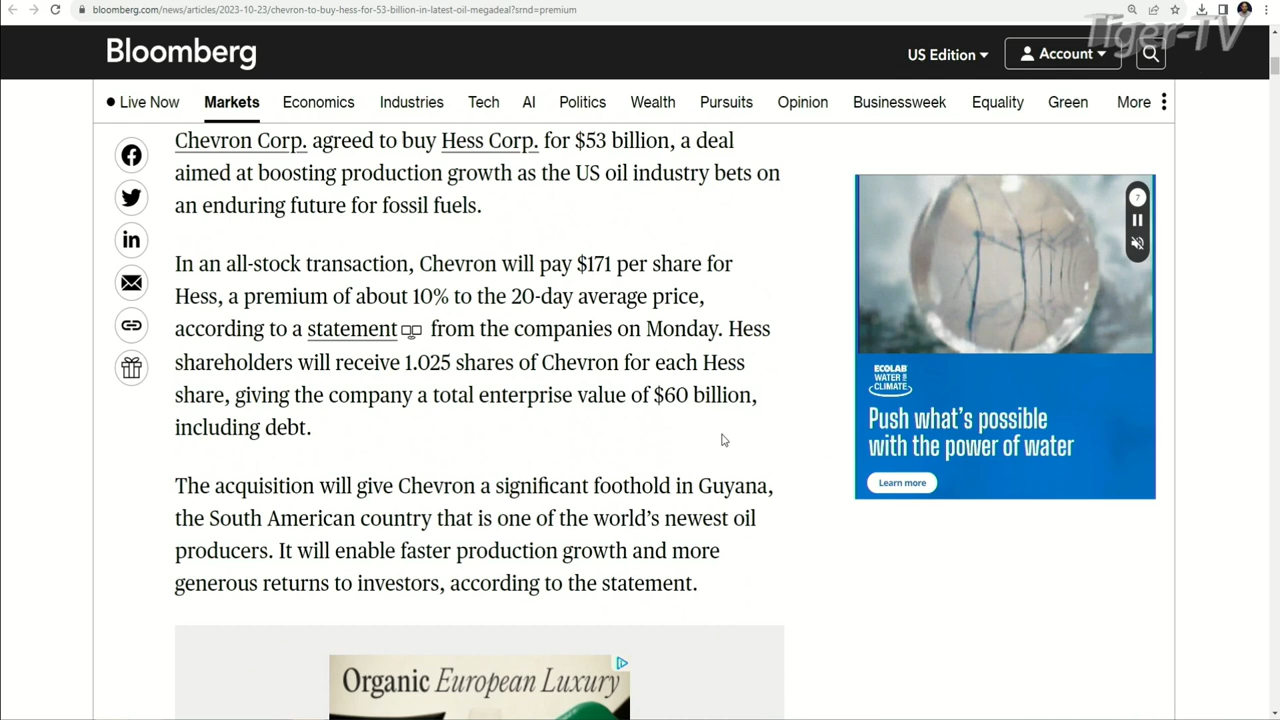 bloomberg.com/news/articles/2023-10-23/chevron-to-buy-hess-for-53-billion-in-latest-oil-megadeal?srnd=premium
Tiger-TV
Bloomberg
US Edition
Account
Live Now
Markets
Economics
Industries
Tech
AI
Politics
Wealth
Pursuits
Opinion
Businessweek
Equality
Green
More
Chevron Corp. agreed to buy Hess Corp. for $53 billion, a deal
aimed at boosting production growth as the US oil industry bets on
an enduring future for fossil fuels.
In an all-stock transaction, Chevron will pay $171 per share for
Hess, a premium of about 10% to the 20-day average price,
according to a statement from the companies on Monday. Hess
shareholders will receive 1.025 shares of Chevron for each Hess
share, giving the company a total enterprise value of $60 billion,
including debt.
The acquisition will give Chevron a significant foothold in Guyana,
the South American country that is one of the world's newest oil
producers. It will enable faster production growth and more
generous returns to investors, according to the statement.
7
ECOLAB
WATER FOR
CLIMATE
Push what's possible
with the power of water
Learn more
Organic European Luxury